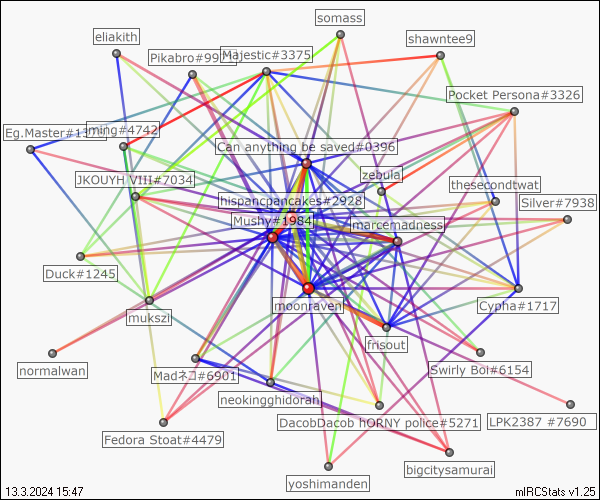 somass
eliakith
shawntee9
Pikabro#99
Majestic#3375
Pocket Persona#3326
Eg.Master#1
ming#4742
Can anything be saved#0396
zebula
JKOUYH VIII#7034
thesecondtwat
hispancpancakes#2928
Silver#7938
Mushy#1984
marcemadness
Duck#1245
moonraven
Cypha#1717
mukszi
frisout
normalwan
Madネコ#6901
Swirly Boi#6154
neokingghidorah
DacobDacob hORNY police#5271
LPK2387 #7690
Fedora Stoat#4479
bigcitysamurai
yoshimanden
13.3.2024 15:47
mIRCStats v1.25